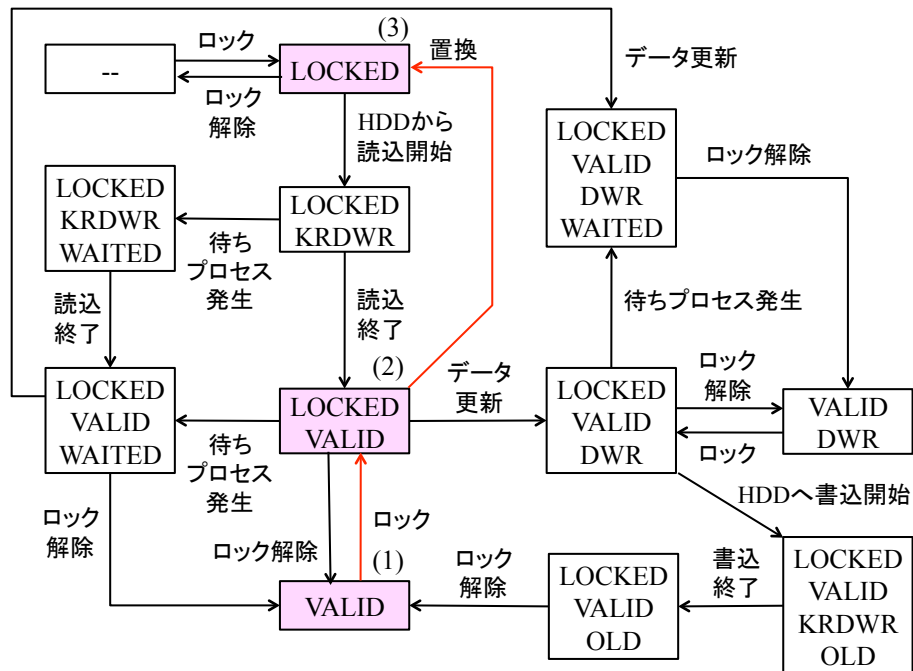 (3)
ロック
置換
--
LOCKED
データ更新
ロック
解除
HDDから
読込開始
LOCKED
VALID
DWR
WAITED
ロック解除
LOCKED
KRDWR
WAITED
LOCKED
KRDWR
待ち
プロセス
発生
読込
終了
読込
終了
待ちプロセス発生
(2)
LOCKED
VALID
WAITED
LOCKED
VALID
データ
更新
LOCKED
VALID
DWR
ロック
解除
VALID
DWR
ロック
待ち
プロセス
発生
HDDへ書込開始
ロック
解除
ロック解除
ロック
(1)
VALID
ロック
解除
LOCKED
VALID
OLD
書込
終了
LOCKED
VALID
KRDWR
OLD